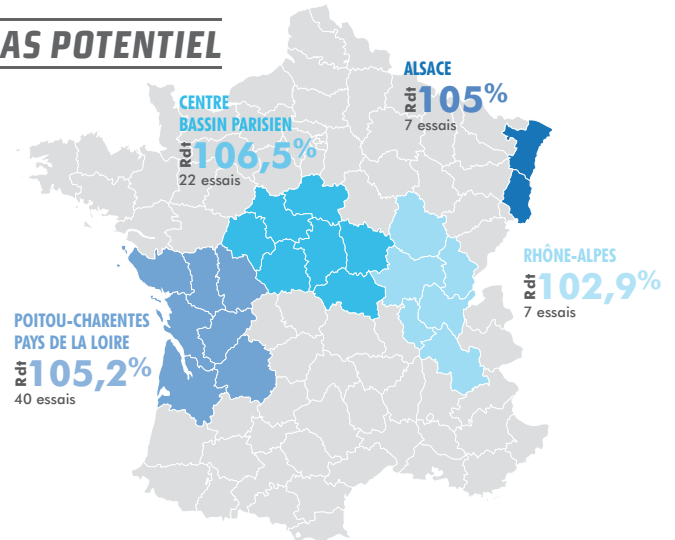 AS POTENTIEL
ALSACE
Rdt 105%
7 essais
CENTRE
BASSIN PARISIEN
Rdt 106,5%
22 essais
RHÔNE-ALPES
Rdt 102,9%
7 essais
POITOU-CHARENTES
PAYS DE LA LOIRE
Rdt 105,2%
40 essais